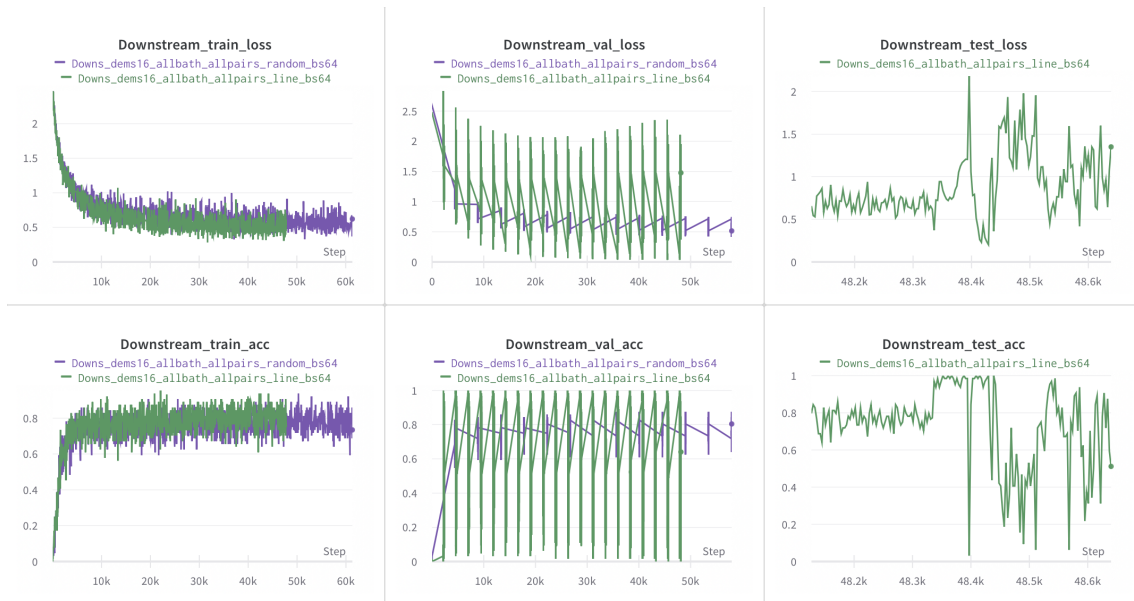 Downstream_train_loss
Downs_dems16_allbath_allpairs_random_bs64
Downs_dems16_allbath_allpairs_line_bs64
2
1.5
1
0.5
0
Step
10k 20k 30k 40k 50k 60k
Downstream_val_loss
Downs_dems16_allbath_allpairs_random_bs64
Downs_dems16_allbath_allpairs_line_bs64
2.5
2
1.5
1
0.5
0
Step
0 10k 20k 30k 40k 50k
Downstream_test_loss
Downs_dems16_allbath_allpairs_line_bs64
2
1.5
1
0.5
0
Step
48.2k 48.3k 48.4k 48.5k 48.6k
Downstream_train_acc
Downs_dems16_allbath_allpairs_random_bs64
Downs_dems16_allbath_allpairs_line_bs64
0.8
0.6
0.4
0.2
0
Step
10k 20k 30k 40k 50k 60k
Downstream_val_acc
Downs_dems16_allbath_allpairs_random_bs64
Downs_dems16_allbath_allpairs_line_bs64
1
0.8
0.6
0.4
0.2
0
Step
10k 20k 30k 40k 50k
Downstream_test_acc
Downs_dems16_allbath_allpairs_line_bs64
1
0.8
0.6
0.4
0.2
0
Step
48.2k 48.3k 48.4k 48.5k 48.6k